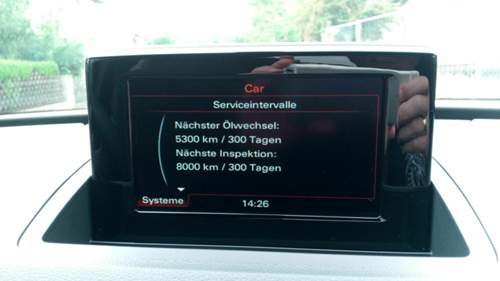 Car
Serviceintervalle
Nächster Ölwechsel:
5300 km / 300 Tagen
Nächste Inspektion:
8000 km / 300 Tagen
Systeme
14:26